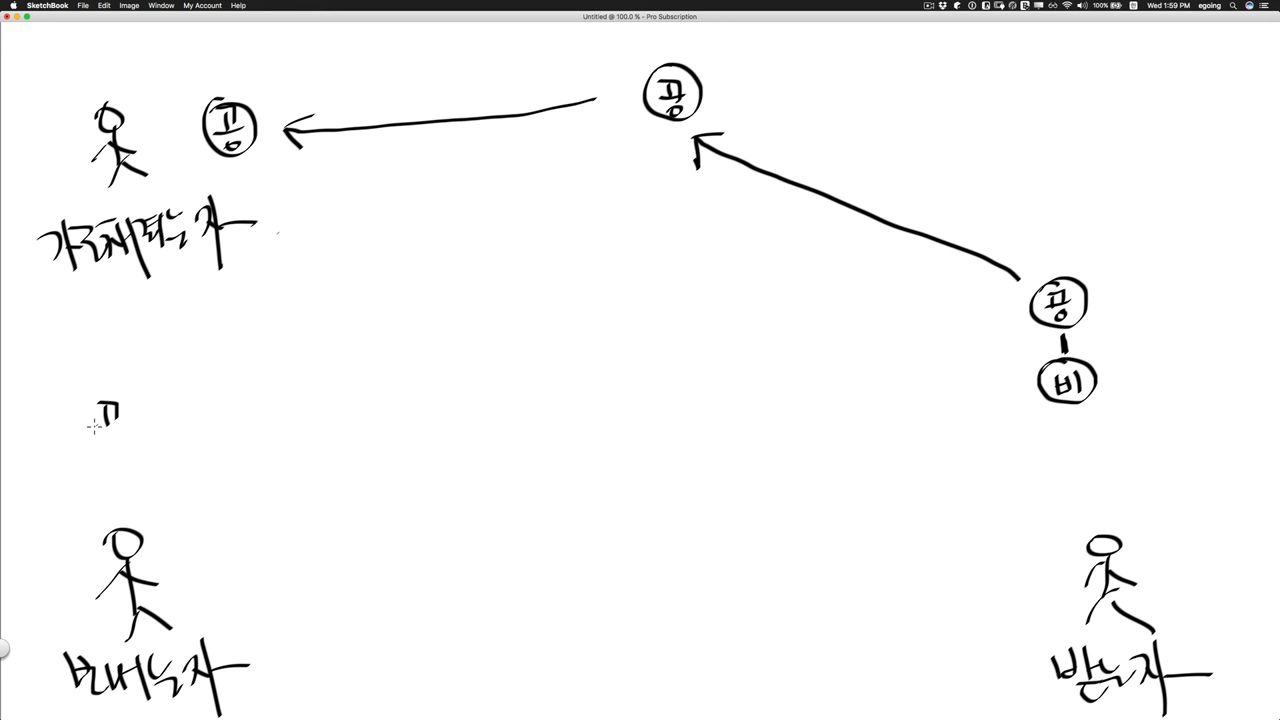 SketchBook File Edit Image Window My Account Help 100% Wed 1:59 PM egoing
Untitled @ 100.0 % - Pro Subscription
공 공
가로채는 자
공
비
ㅍ
보내는 자 받는 자